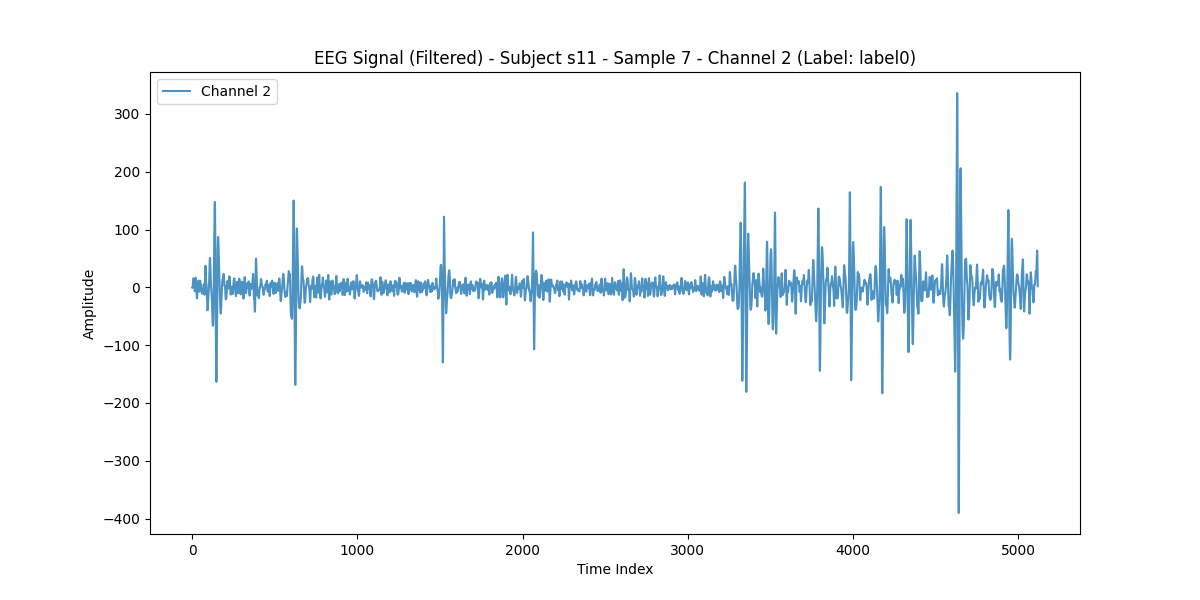 EEG Signal (Filtered) - Subject s11 - Sample 7 - Channel 2 (Label: label0)
Channel 2
300
200
100
0
−100
−200
−300
−400
Amplitude
0 1000 2000 3000 4000 5000
Time Index